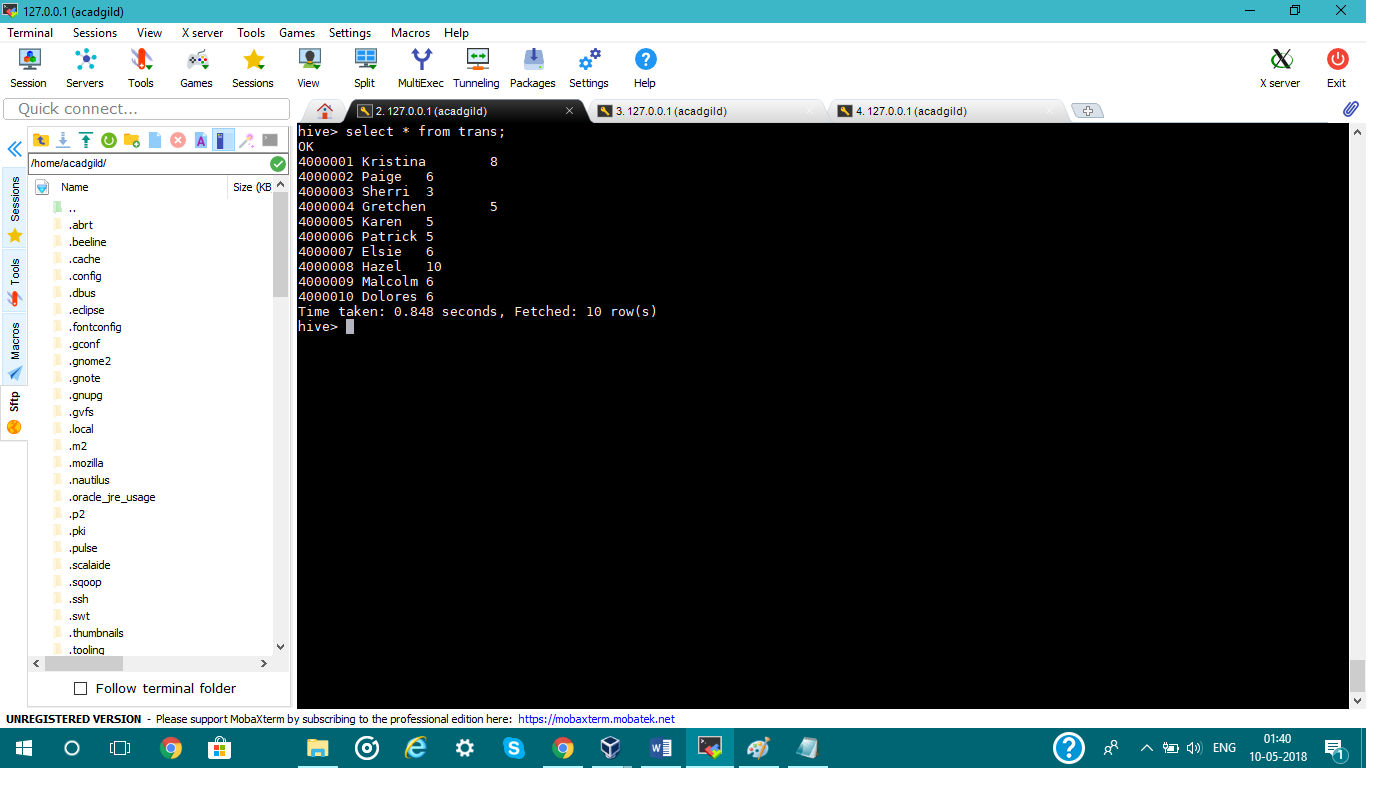 127.0.0.1 (acadgild)
Terminal Sessions View X server Tools Games Settings Macros Help
Session Servers Tools Games Sessions View Split MultiExec Tunneling Packages Settings Help X server Exit
Quick connect...
2. 127.0.0.1 (acadgild)
3. 127.0.0.1 (acadgild)
4. 127.0.0.1 (acadgild)
/home/acadgild/
Name Size (KB
Sessions
Tools
Macros
Sftp
..
.abrt
.beeline
.cache
.config
.dbus
.eclipse
.fontconfig
.gconf
.gnome2
.gnote
.gnupg
.gvfs
.local
.m2
.mozilla
.nautilus
.oracle_jre_usage
.p2
.pki
.pulse
.scalaide
.sqoop
.ssh
.swt
.thumbnails
.tooling
Follow terminal folder
hive> select * from trans;
OK
4000001 Kristina 8
4000002 Paige 6
4000003 Sherri 3
4000004 Gretchen 5
4000005 Karen 5
4000006 Patrick 5
4000007 Elsie 6
4000008 Hazel 10
4000009 Malcolm 6
4000010 Dolores 6
Time taken: 0.848 seconds, Fetched: 10 row(s)
hive>
UNREGISTERED VERSION - Please support MobaXterm by subscribing to the professional edition here: https://mobaxterm.mobatek.net
ENG
01:40
10-05-2018
1